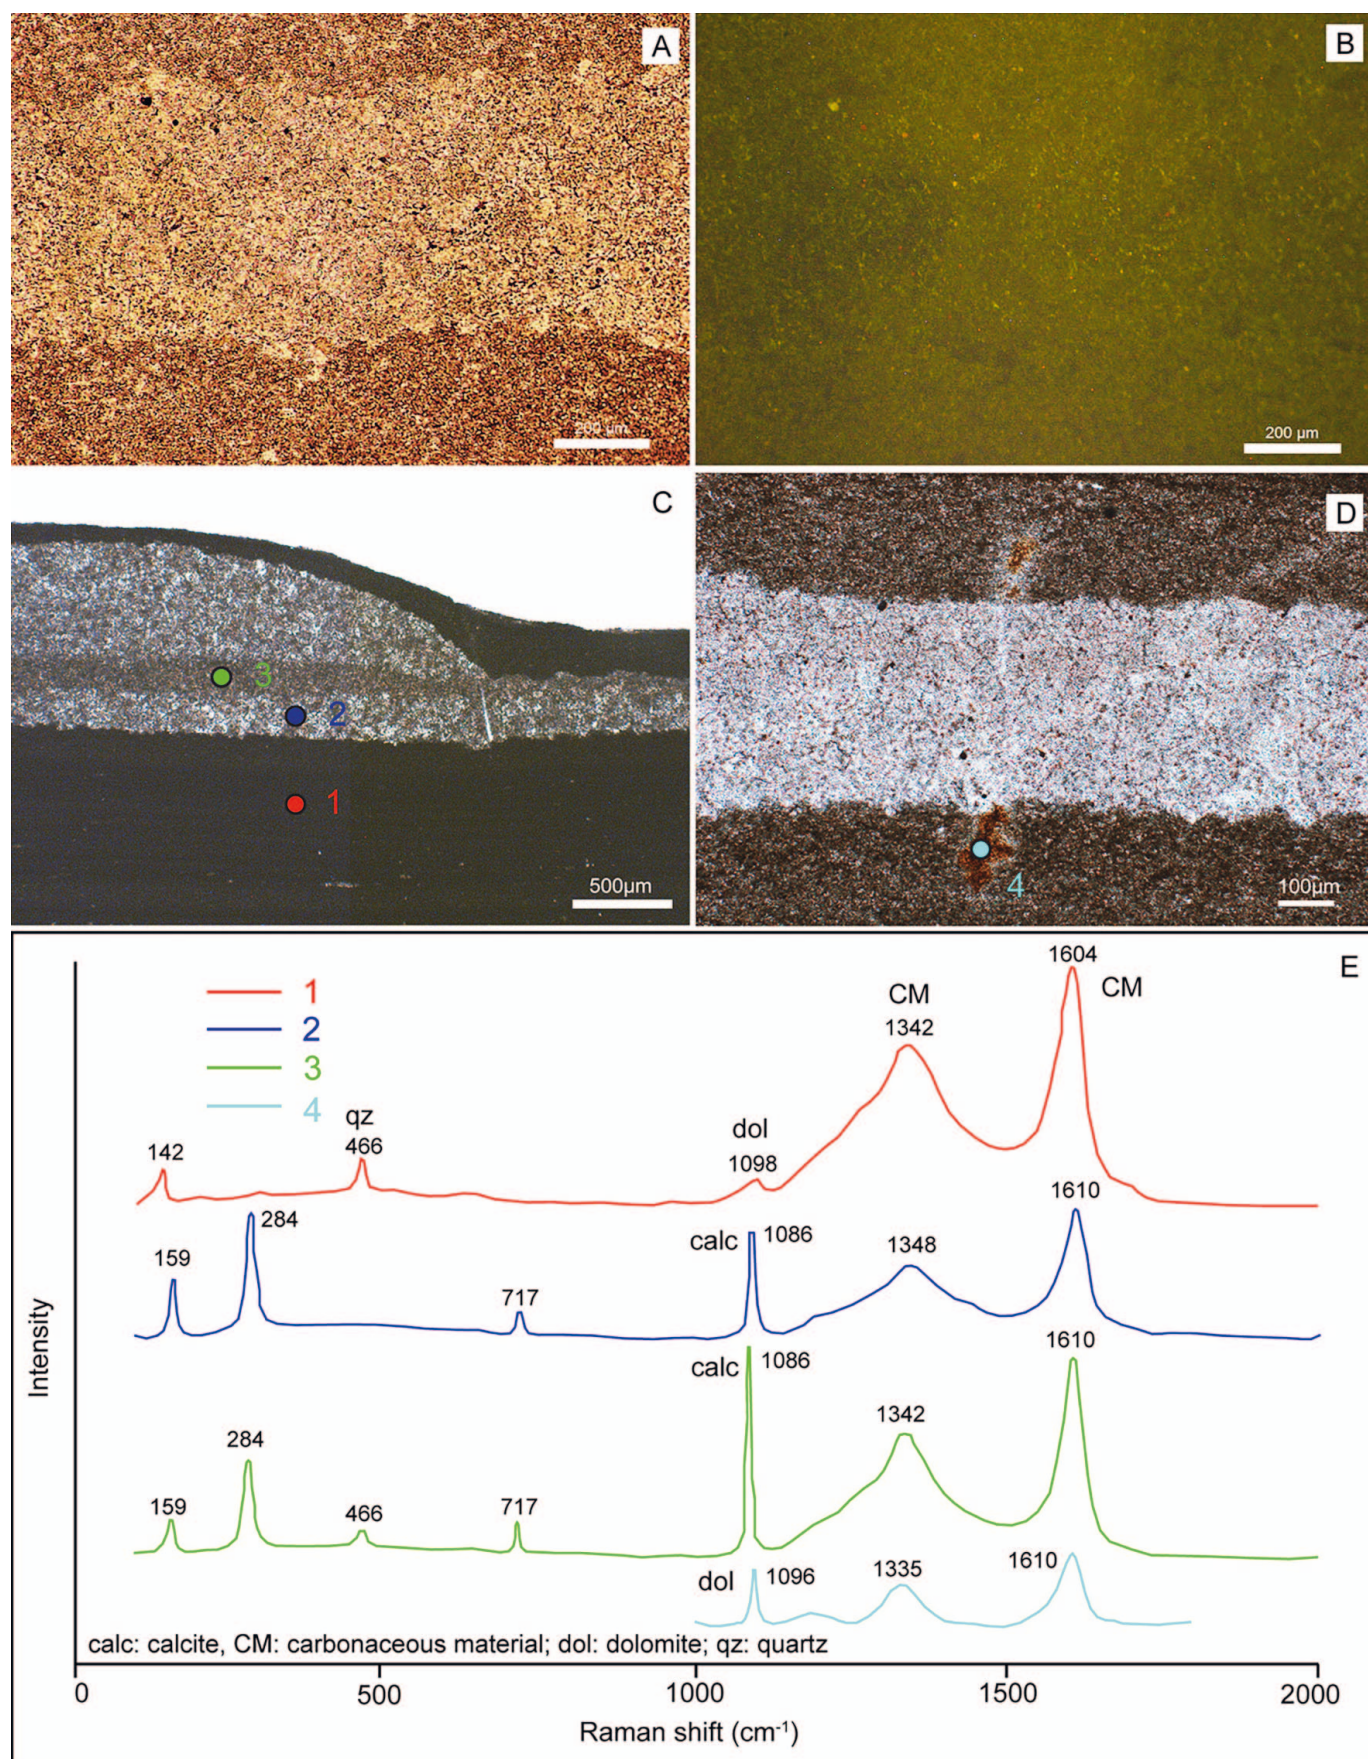 A
200 µm
B
200 µm
C
3
2
1
500µm
D
4
100µm
E
1
2
3
4
1604
CM
CM
1342
qz
466
142
dol
1098
284
159
717
calc
1086
1348
1610
calc
1086
1342
1610
284
159
466
717
dol
1096
1335
1610
calc: calcite, CM: carbonaceous material; dol: dolomite; qz: quartz
Intensity
0
500
1000
1500
2000
Raman shift (cm⁻¹)